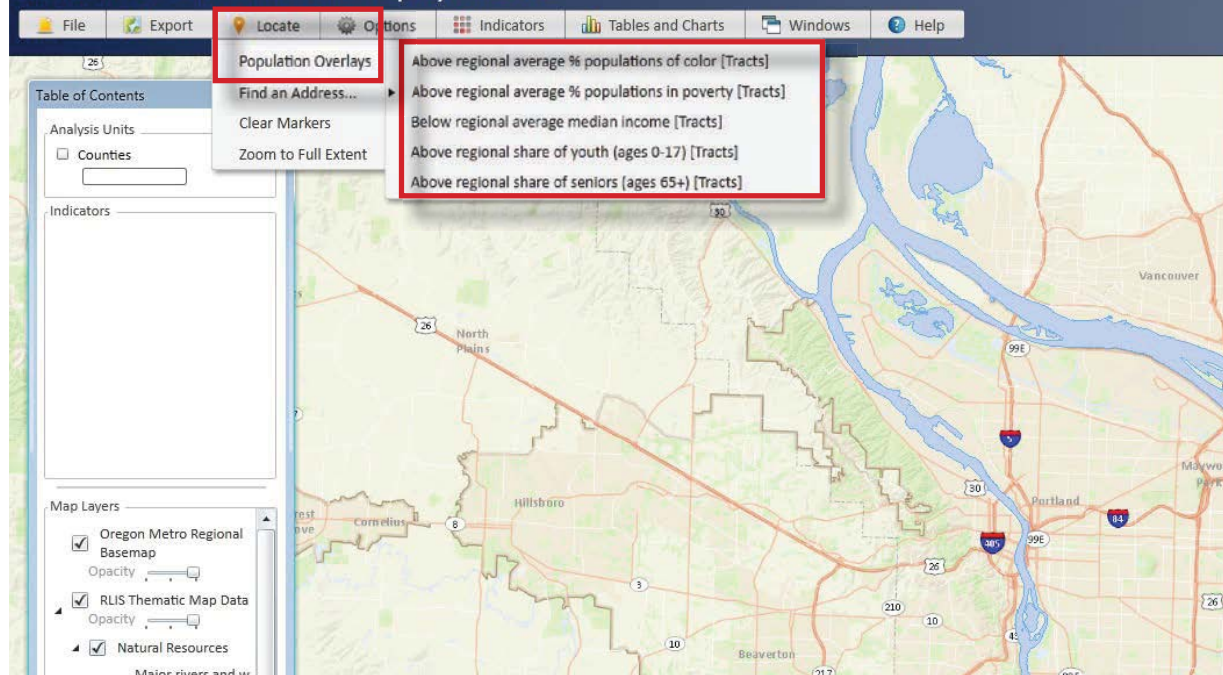 File Export Locate Options Indicators Tables and Charts Windows Help
Population Overlays
Find an Address...
Clear Markers
Zoom to Full Extent
Above regional average % populations of color [Tracts]
Above regional average % populations in poverty [Tracts]
Below regional average median income [Tracts]
Above regional share of youth (ages 0-17) [Tracts]
Above regional share of seniors (ages 65+) [Tracts]
Table of Contents
Analysis Units
Counties
Indicators
Map Layers
Oregon Metro Regional
Basemap
Opacity
RLIS Thematic Map Data
Opacity
Natural Resources
Major rivers and w
26
30
Vancouver
26
North
Plains
99E
5
30
Portland
84
Hillsboro
Cornelius
8
405
99E
26
3
210
10
26
10
Beaverton
217